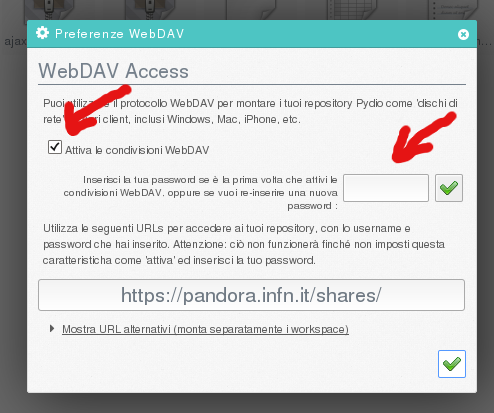 ajax
n...
Preferenze WebDAV
WebDAV Access
Puoi il protocollo WebDAV per montare i tuoi repository Pydio come 'dischi di
rete' client, inclusi Windows, Mac, iPhone, etc.
Attiva le condivisioni WebDAV
Inserisci la tua password se è la prima volta che attivi le
condivisioni WebDAV. oppure se vuoi re-inserire una nuova
password :
Utilizza le seguenti URLs per accedere ai tuoi repository, con lo username e
password che hai inserito. Attenzione: ciò non funzionerà finché non imposti questa
caratteristica come 'attiva' ed inserisci la tuo password.
https://pandora.infn.it/shares/
Mostra URL alternativi (monta separatamente i workspace)